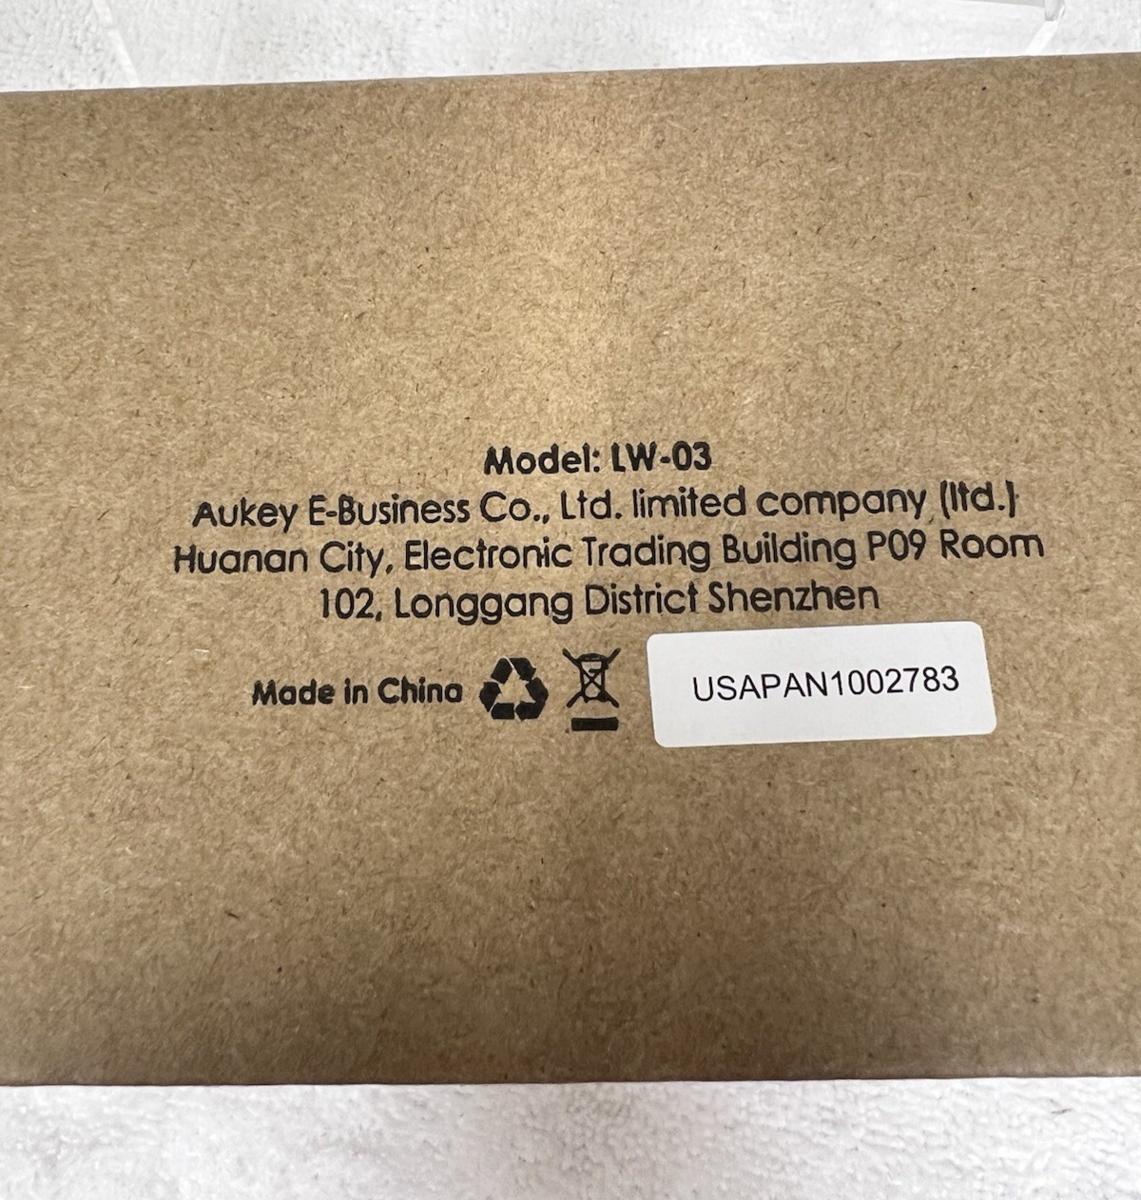 Model: LW-03
Aukey E-Business Co., Ltd. limited company (ltd.)
Huanan City, Electronic Trading Building P09 Room
102, Longgang District Shenzhen
Made in China
USAPAN1002783